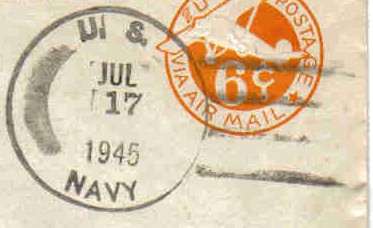 U. S.
JUL
17
1945
NAVY
U
POSTAGE
6¢
VIA AIR MAIL